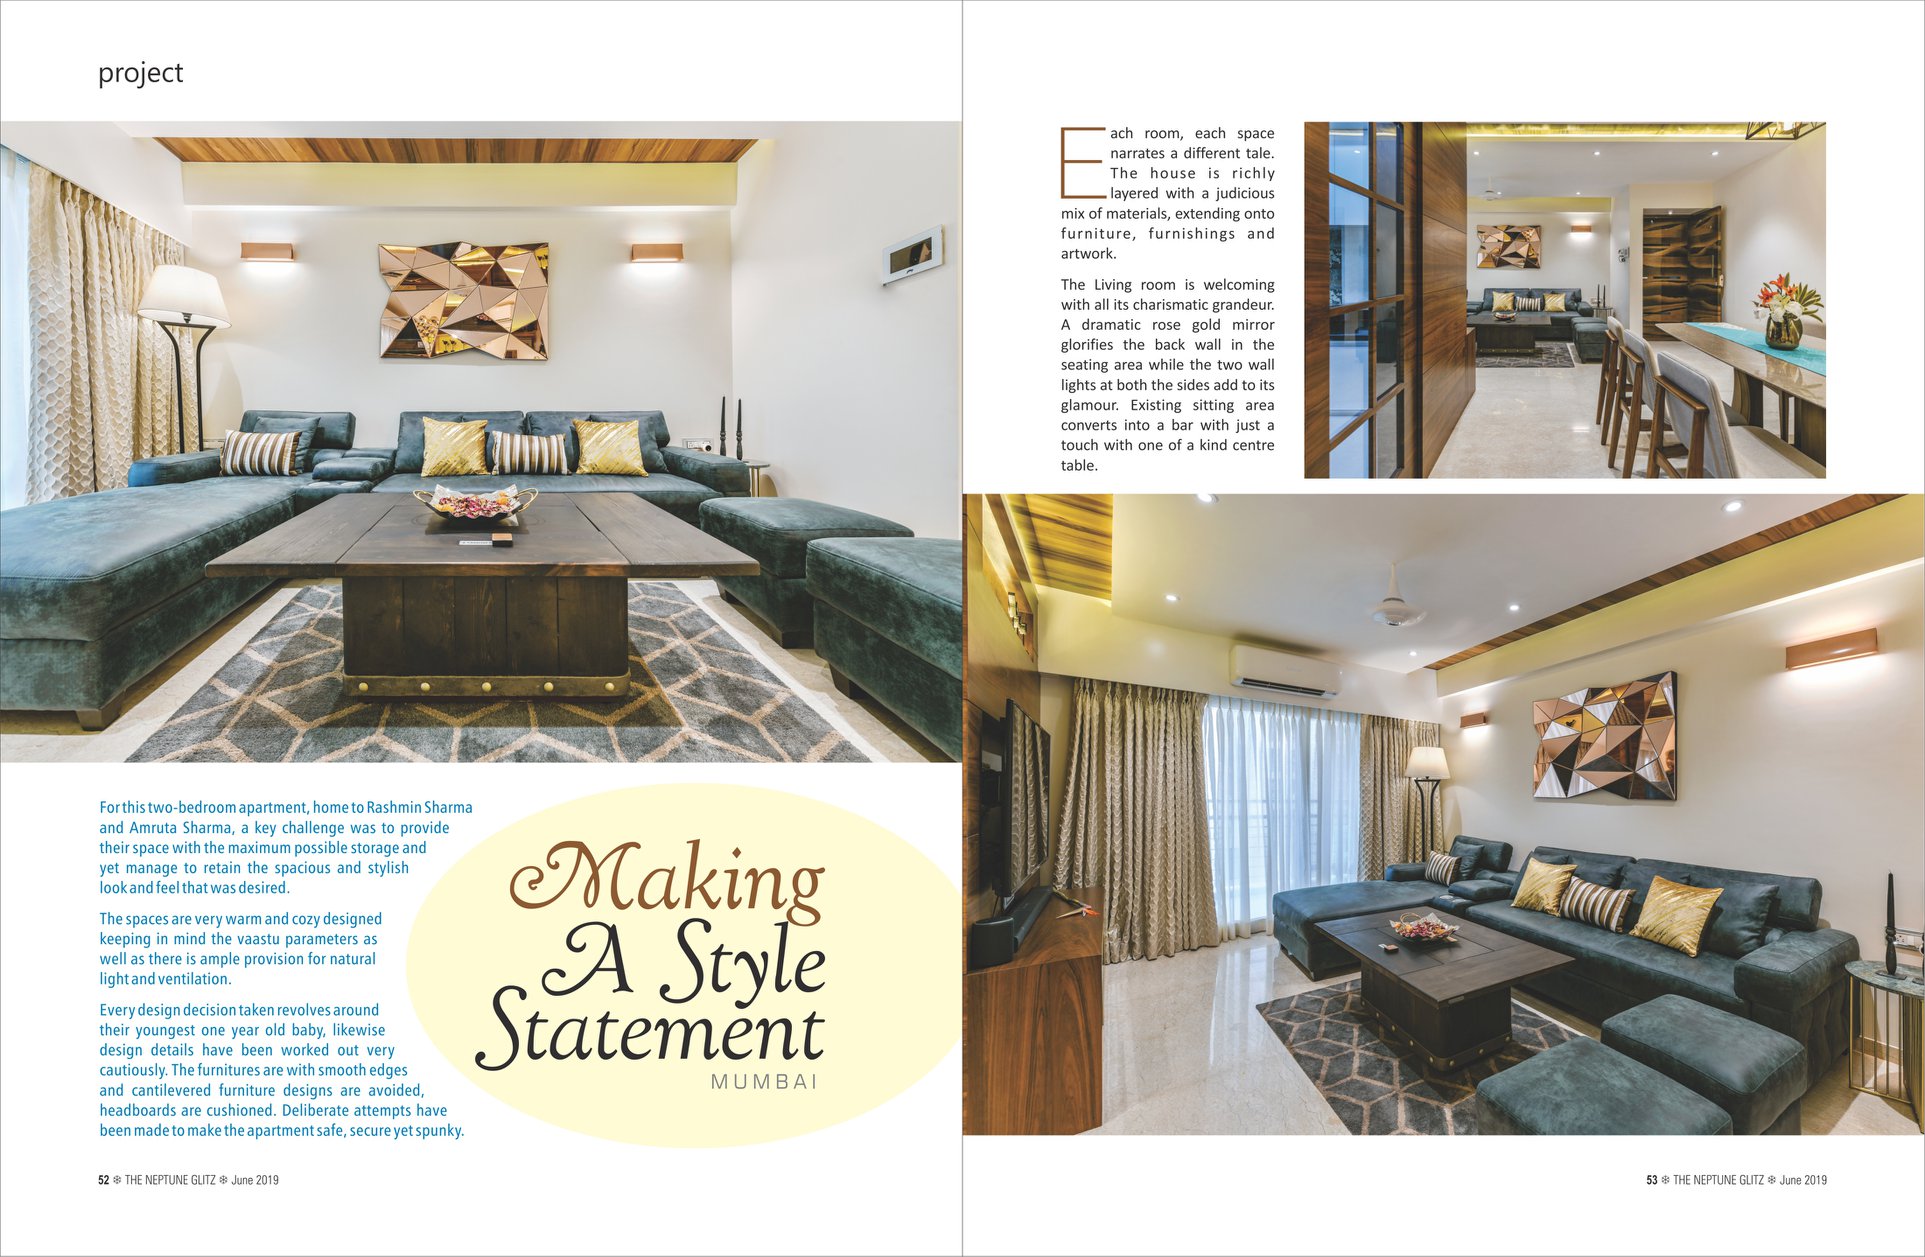 project
For this two-bedroom apartment, home to Rashmin Sharma
and Amruta Sharma, a key challenge was to provide
their space with the maximum possible storage and
yet manage to retain the spacious and stylish
look and feel that was desired.
The spaces are very warm and cozy designed
keeping in mind the vaastu parameters as
well as there is ample provision for natural
light and ventilation.
Every design decision taken revolves around
their youngest one year old baby, likewise
design details have been worked out very
cautiously. The furnitures are with smooth edges
and cantilevered furniture designs are avoided,
headboards are cushioned. Deliberate attempts have
been made to make the apartment safe, secure yet spunky.
Making
A Style
Statement
MUMBAI
52 ❄ THE NEPTUNE GLITZ ❄ June 2019
Each room, each space
narrates a different tale.
The house is richly
layered with a judicious
mix of materials, extending onto
furniture, furnishings and
artwork.
The Living room is welcoming
with all its charismatic grandeur.
A dramatic rose gold mirror
glorifies the back wall in the
seating area while the two wall
lights at both the sides add to its
glamour. Existing sitting area
converts into a bar with just a
touch with one of a kind centre
table.
53 ❄ THE NEPTUNE GLITZ ❄ June 2019